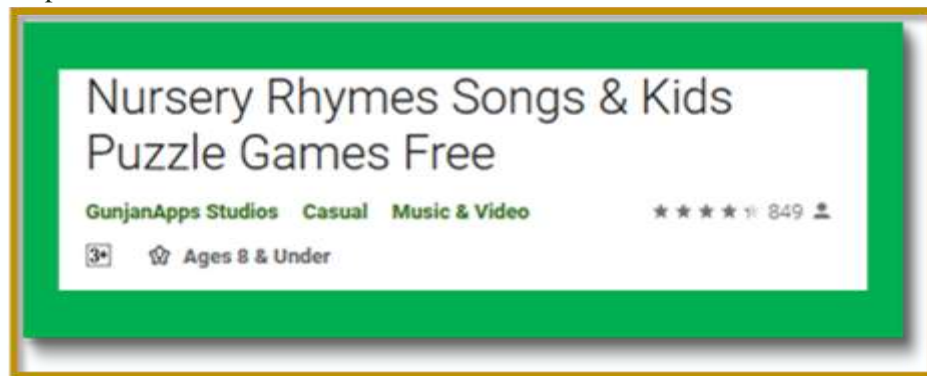 Nursery Rhymes Songs & Kids
Puzzle Games Free
GunjanApps Studios Casual Music & Video 849
3+ Ages 8 & Under